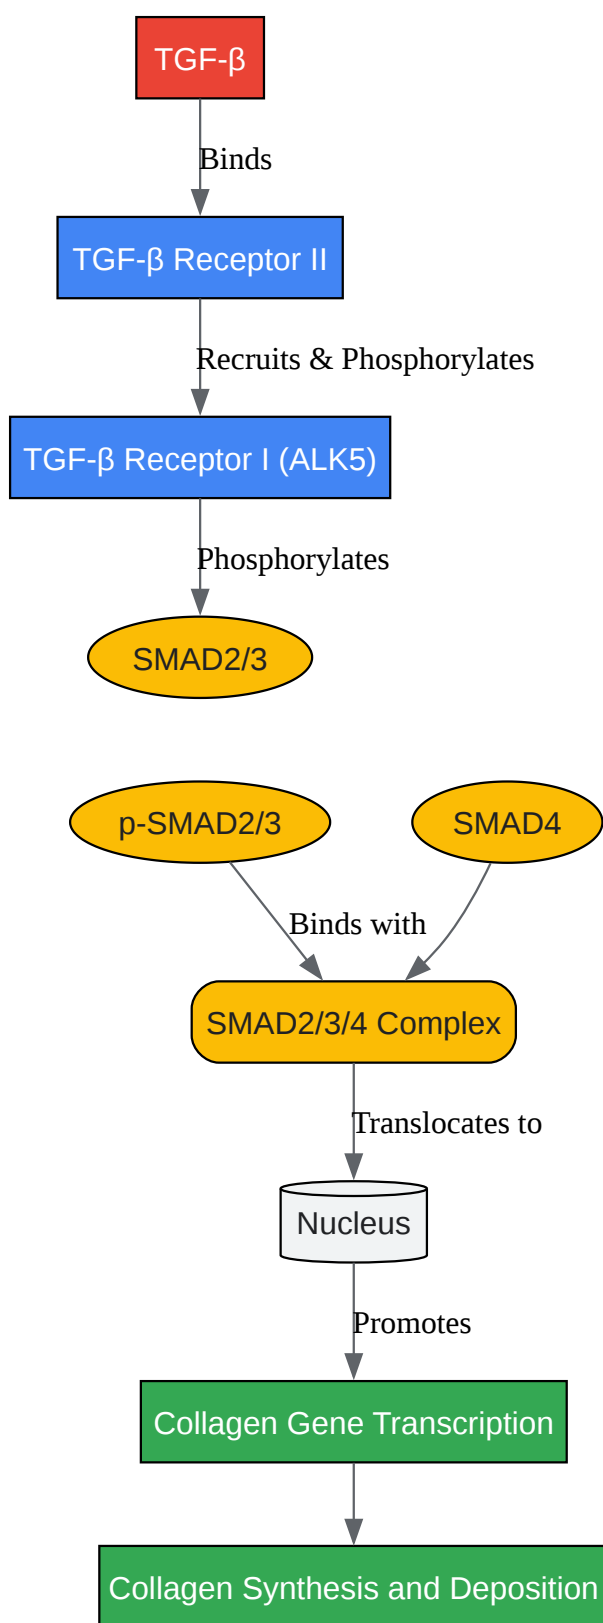 TGF-β
Binds
TGF-β Receptor II
Recruits & Phosphorylates
TGF-β Receptor I (ALK5)
Phosphorylates
SMAD2/3
p-SMAD2/3
SMAD4
Binds with
SMAD2/3/4 Complex
Translocates to
Nucleus
Promotes
Collagen Gene Transcription
Collagen Synthesis and Deposition